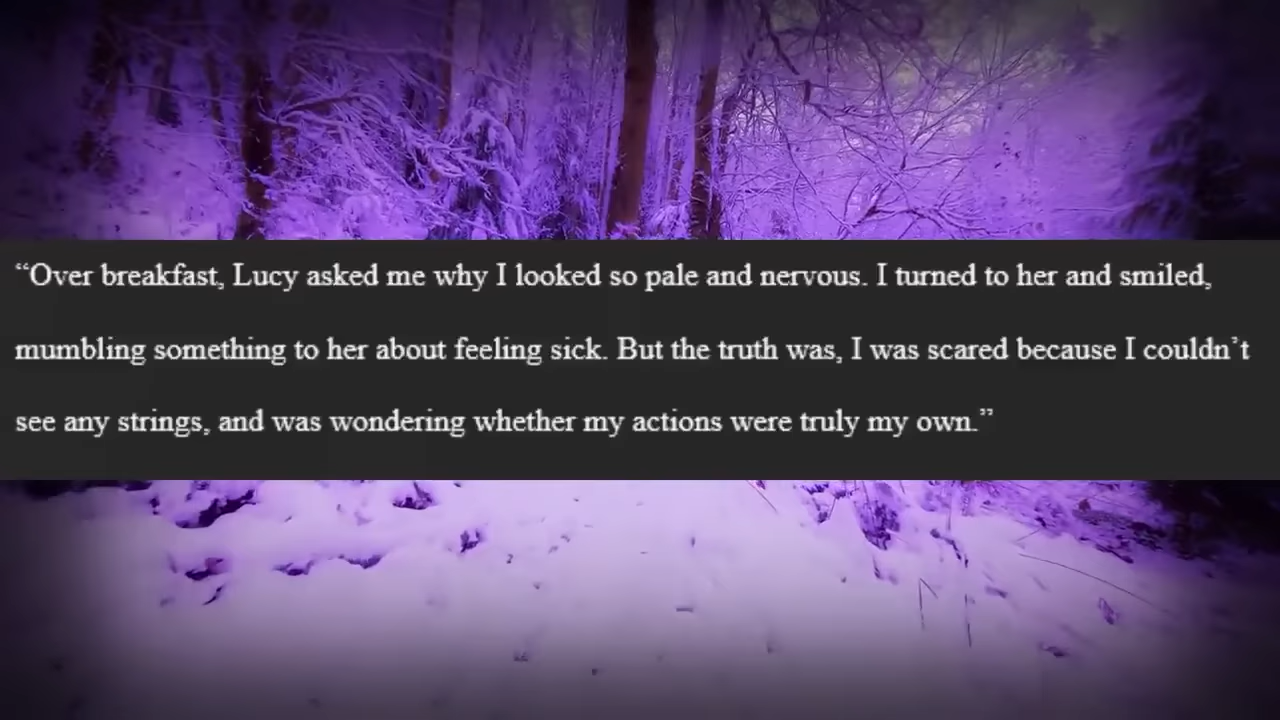 “Over breakfast, Lucy asked me why I looked so pale and nervous. I turned to her and smiled,
mumbling something to her about feeling sick. But the truth was, I was scared because I couldn’t
see any strings, and was wondering whether my actions were truly my own.”